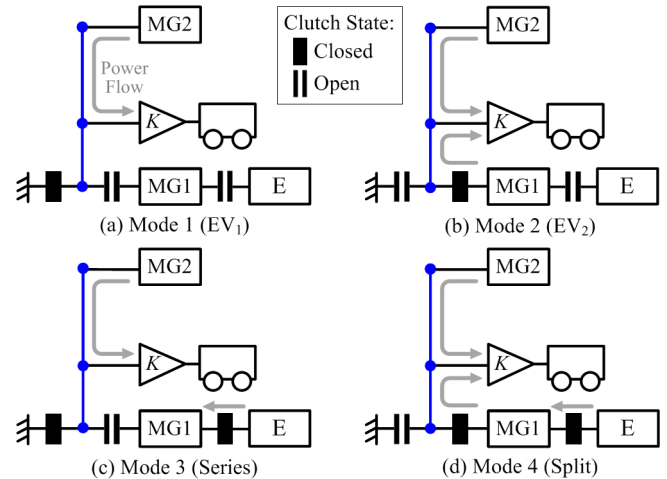 MG2
Power
Flow
K
MG1
E
(a) Mode 1 (EV₁)
Clutch State:
Closed
Open
MG2
K
MG1
E
(b) Mode 2 (EV₂)
MG2
K
MG1
E
(c) Mode 3 (Series)
MG2
K
MG1
E
(d) Mode 4 (Split)